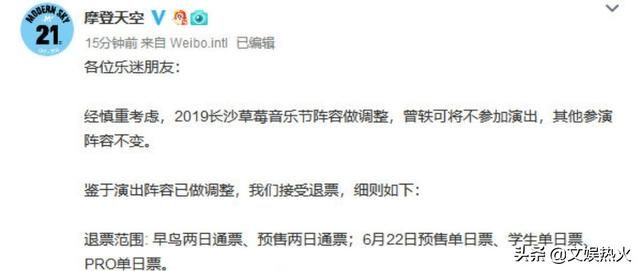 MODERN SKY
21
摩登天空
15分钟前 来自 Weibo.intl 已编辑
各位乐迷朋友：
经慎重考虑，2019长沙草莓音乐节阵容做调整，曾轶可将不参加演出，其他参演
阵容不变。
鉴于演出阵容已做调整，我们接受退票，细则如下：
退票范围: 早鸟两日通票、预售两日通票；6月22日预售单日票、学生单日票、
PRO单日票。
头条 @文娱热火